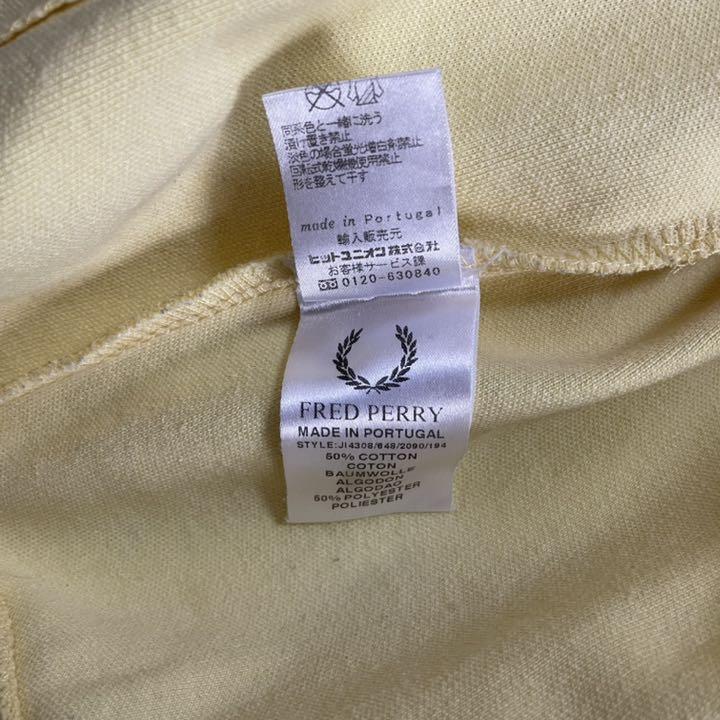 同系色と一緒に洗う
漬け置き禁止
淡色の場合蛍光増白剤禁止
回転式乾燥機使用禁止
形を整えて干す
made in Portugal
輸入販売元
ヒットユニオン株式会社
お客様サービス課
0120-630840
FRED PERRY
MADE IN PORTUGAL
STYLE:J14308/648/2090/194
50% COTTON
COTON
BAUMWOLLE
ALGODON
ALGODAO
50% POLYESTER
POLIESTER